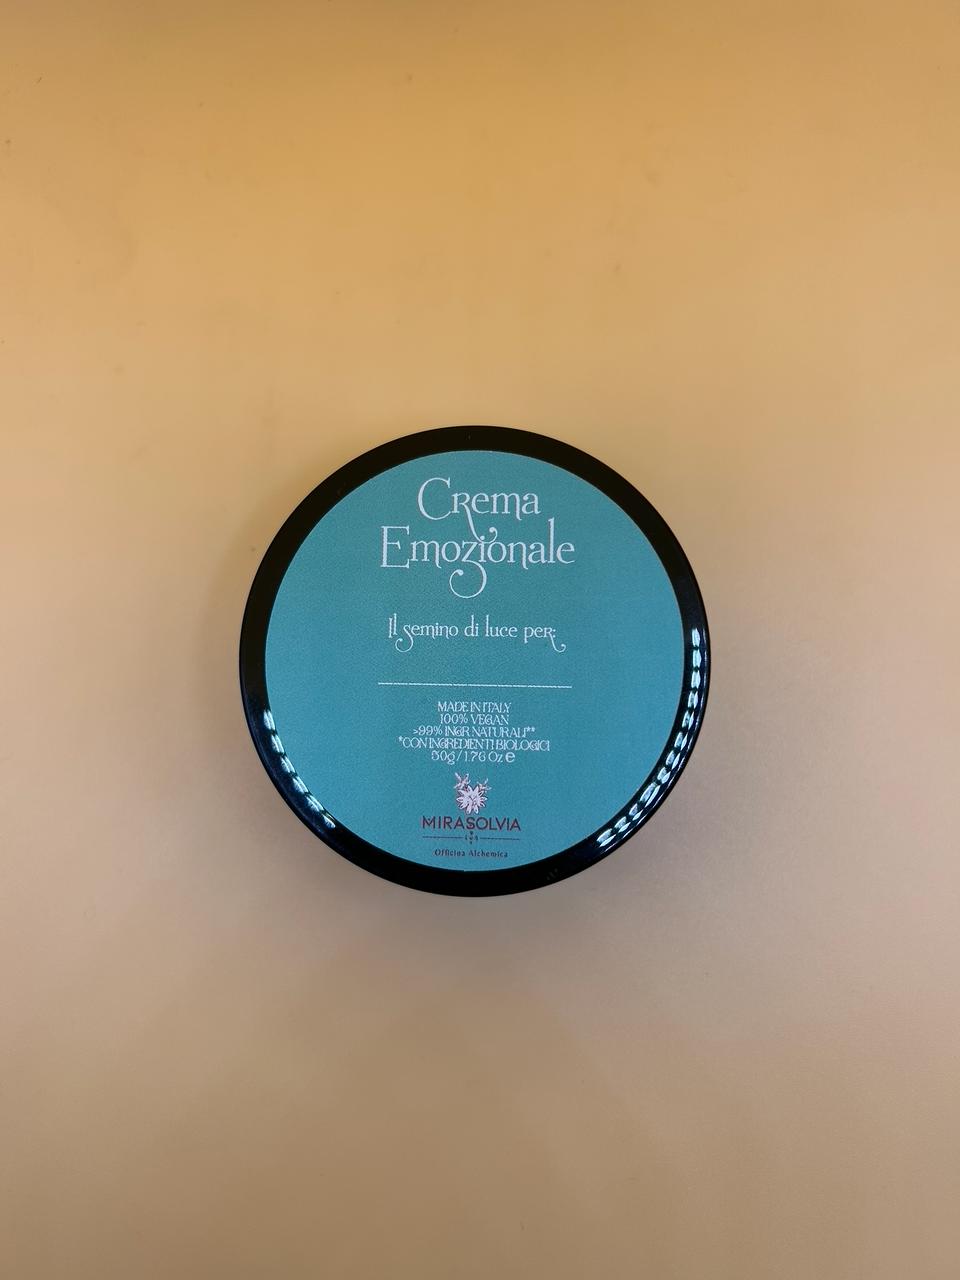 Crema
Emozionale
Il semino di luce per:
MADE IN ITALY
100% VEGAN
>99% INGR NATURALI**
*CON INGREDIENTI BIOLOGICI
50g / 1.76 Oz ℮
MIRASOLVIA
Officina Alchemica